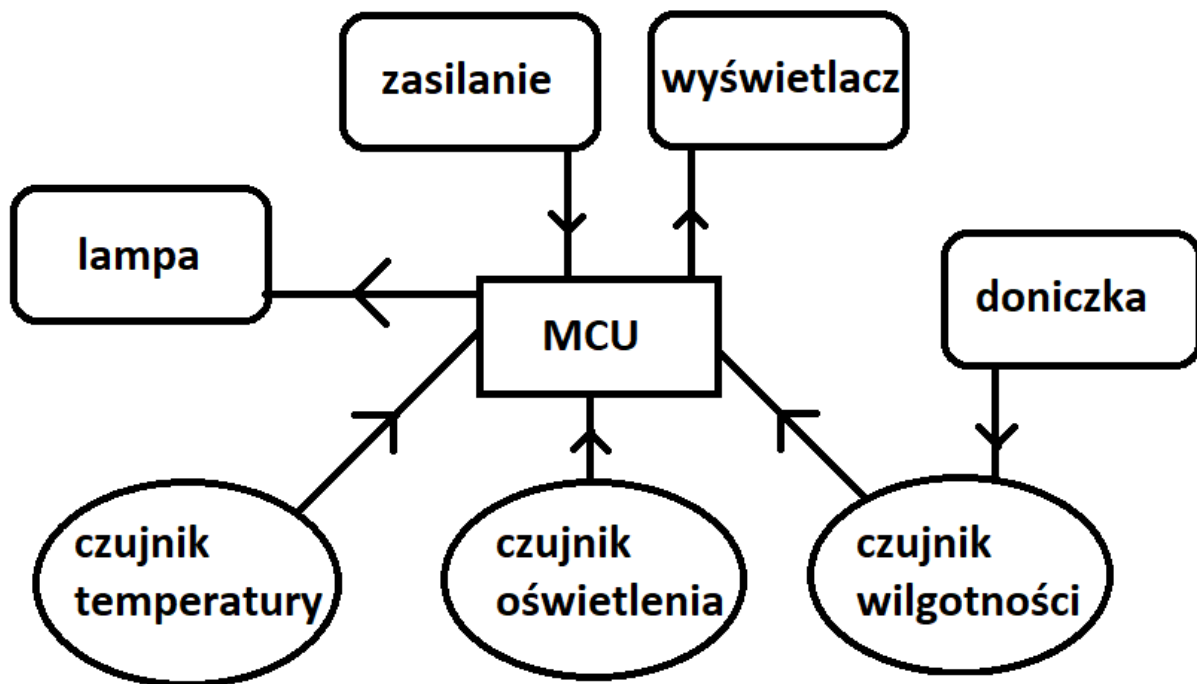 zasilanie
wyświetlacz
lampa
doniczka
MCU
czujnik
temperatury
czujnik
oświetlenia
czujnik
wilgotności